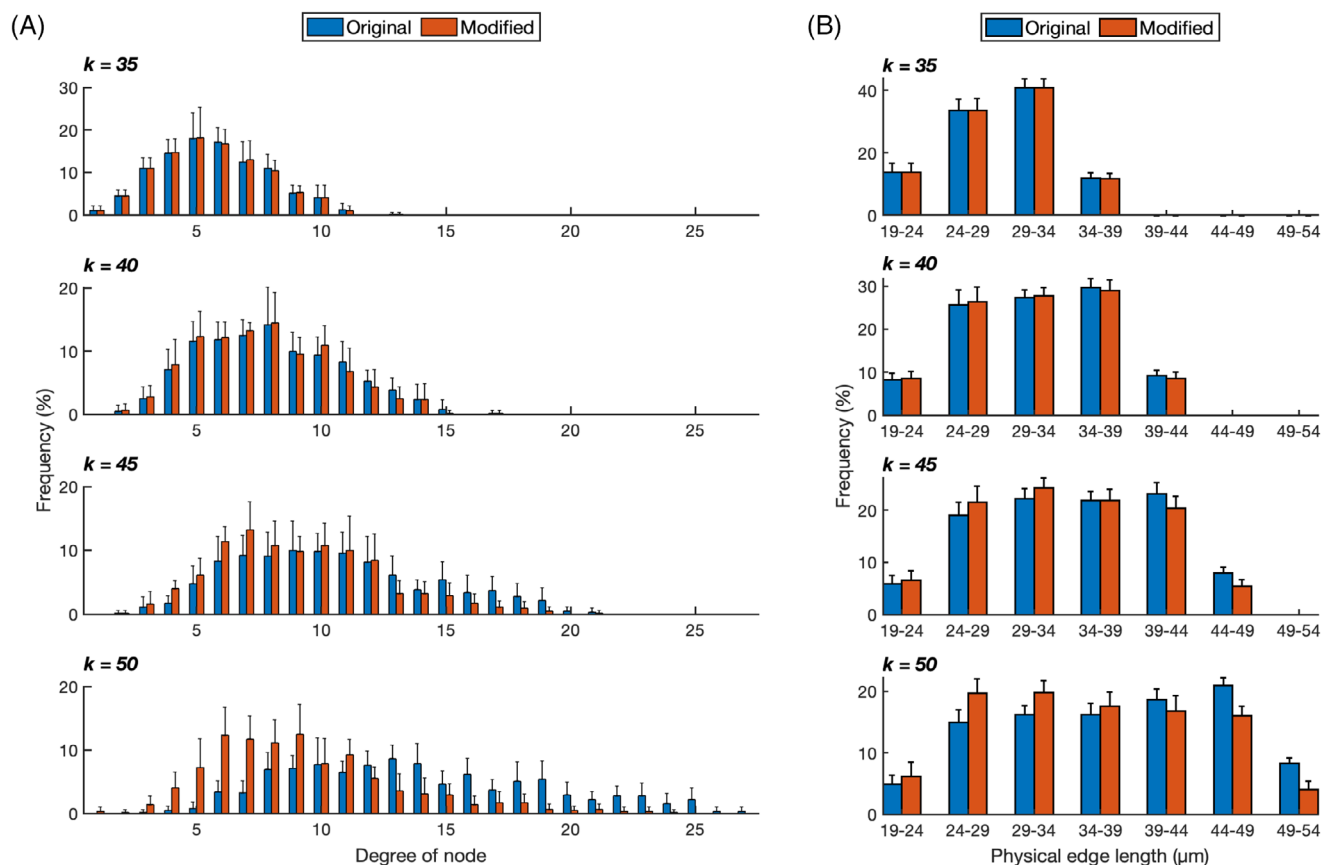 (A)
Original Modified
k = 35
30
20
10
0
5 10 15 20 25
k = 40
20
10
0
5 10 15 20 25
k = 45
20
10
0
5 10 15 20 25
k = 50
20
10
0
5 10 15 20 25
Frequency (%)
Degree of node
(B)
Original Modified
k = 35
40
20
0
19-24 24-29 29-34 34-39 39-44 44-49 49-54
k = 40
30
20
10
0
19-24 24-29 29-34 34-39 39-44 44-49 49-54
k = 45
20
10
0
19-24 24-29 29-34 34-39 39-44 44-49 49-54
k = 50
20
10
0
19-24 24-29 29-34 34-39 39-44 44-49 49-54
Frequency (%)
Physical edge length (µm)